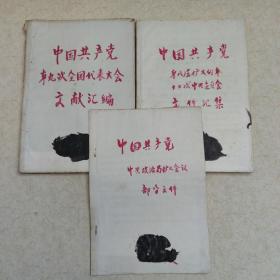 中国共产党
第九次全国代表大会
文献汇编
中国共产党
第八届扩大的第
十二次中央委员会
文件汇集
中国共产党
中央政治局扩大会议
部分文件